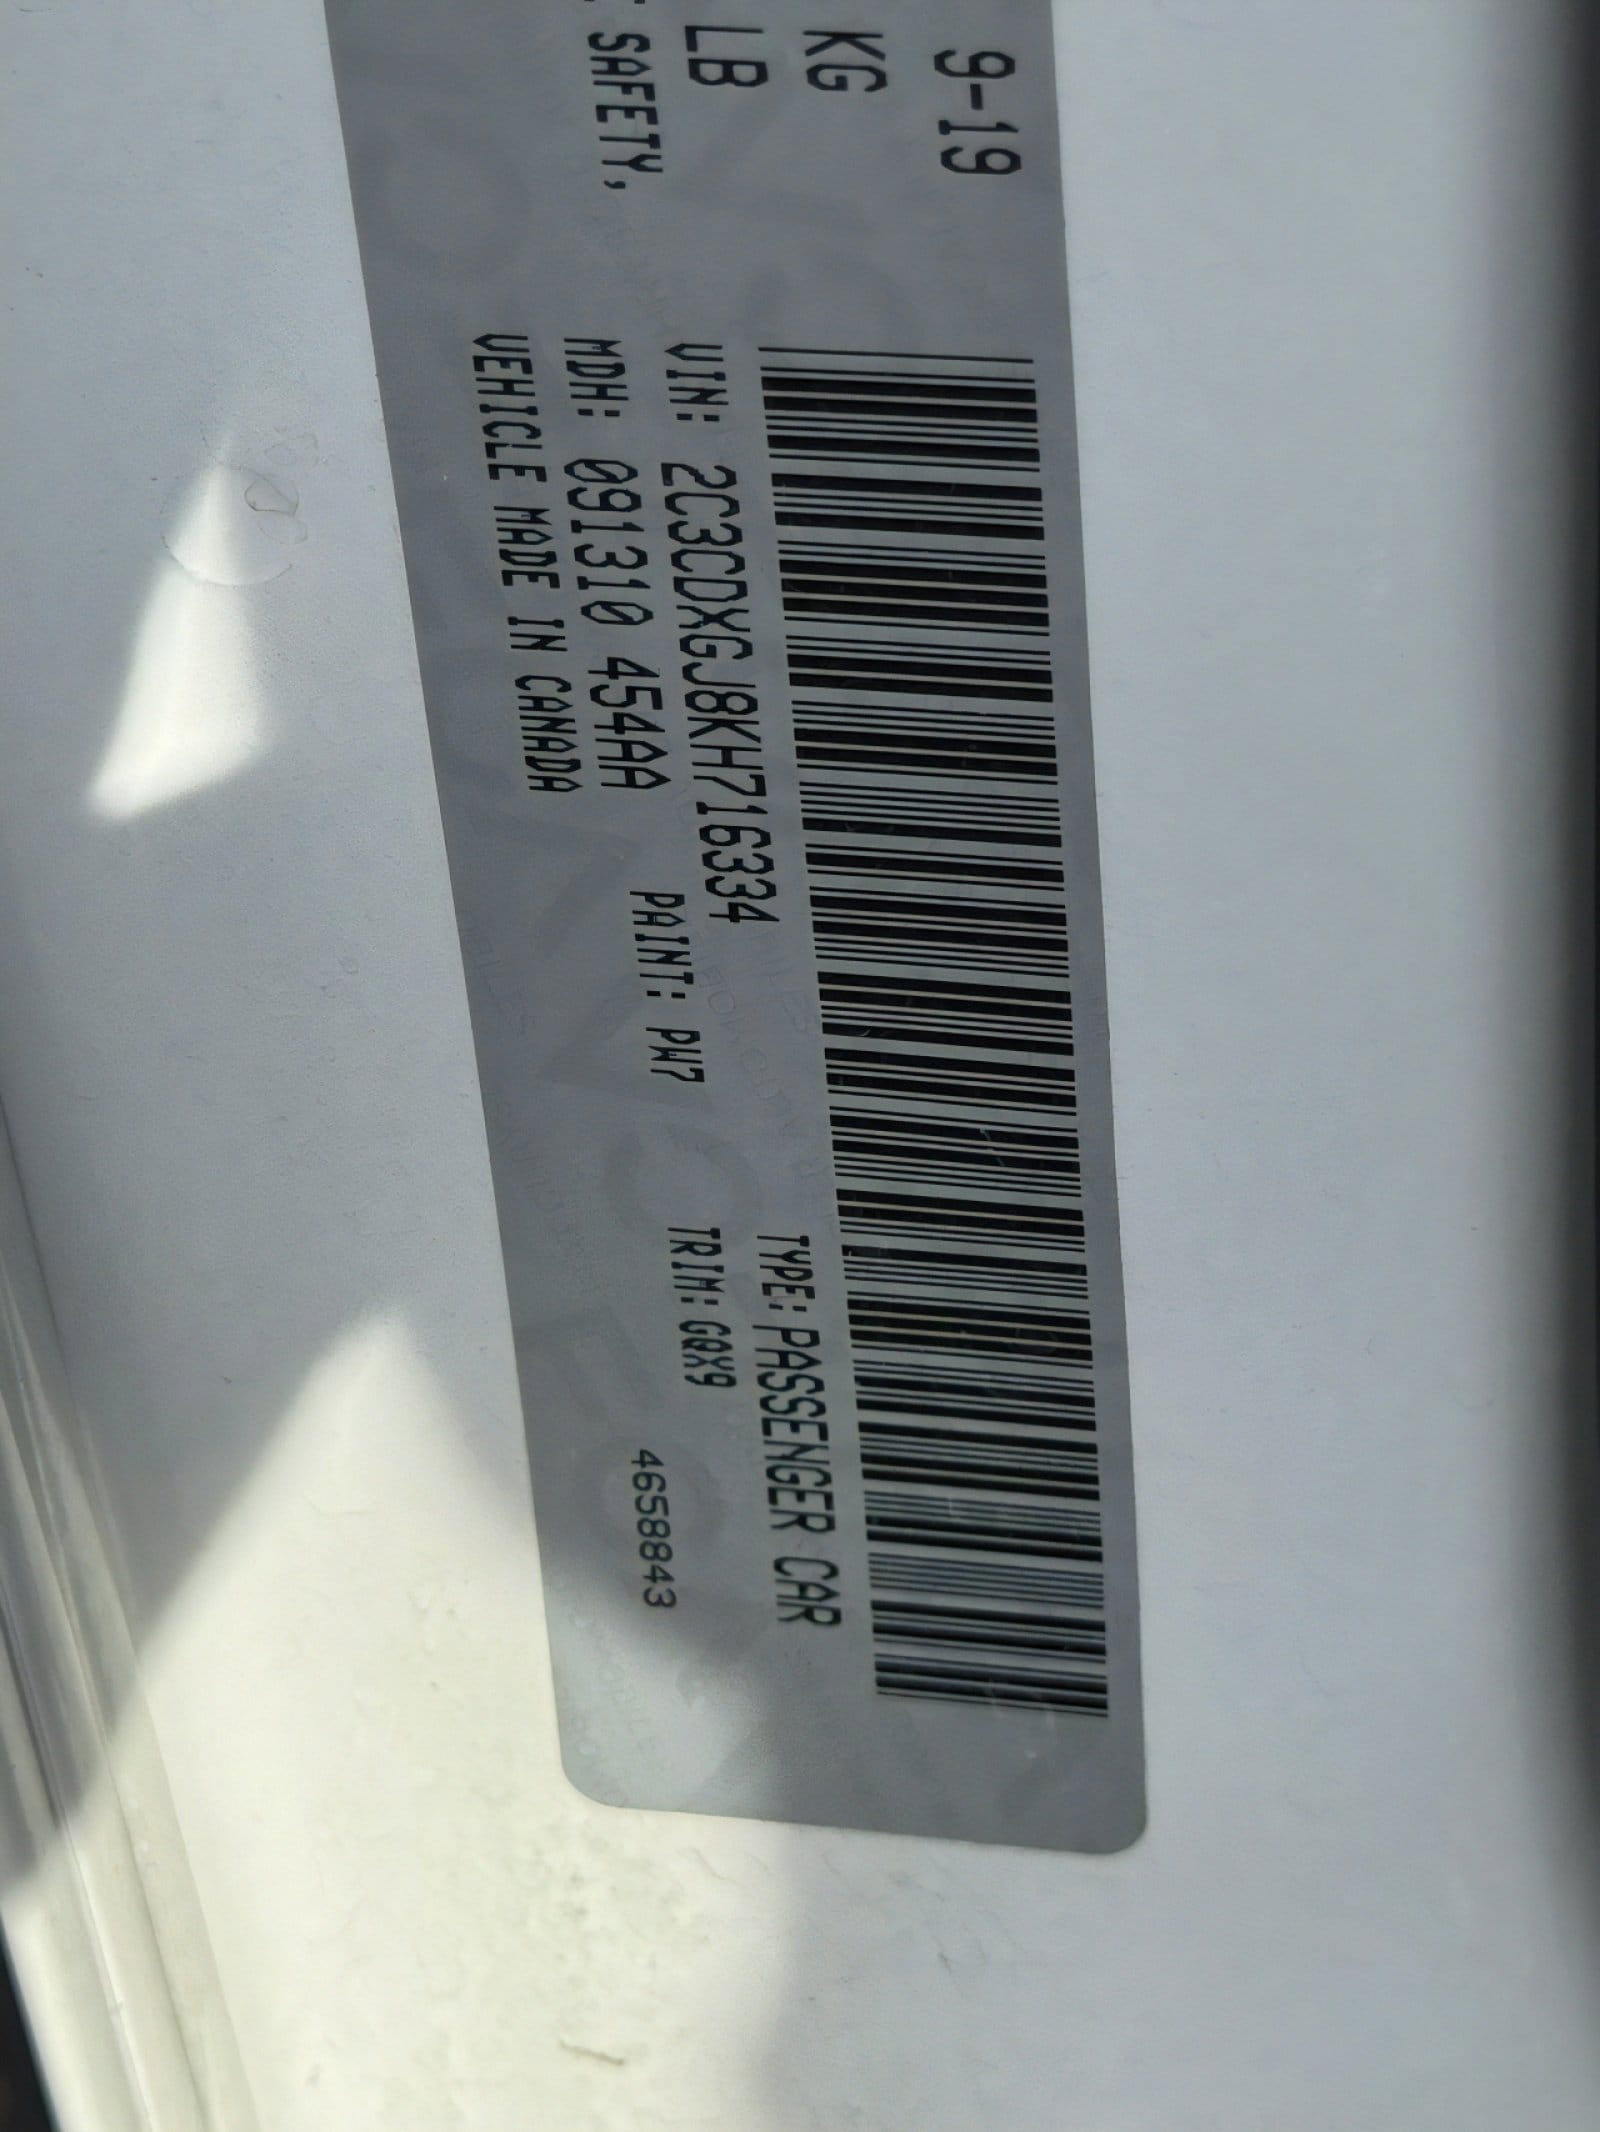 9-19
KG
LB
SAFETY,
VIN: 2C3CDXGJ8KH716334
TYPE: PASSENGER CAR
MDH: 091310 454AA PAINT: PW7 TRIM: GQX9
VEHICLE MADE IN CANADA
4658843